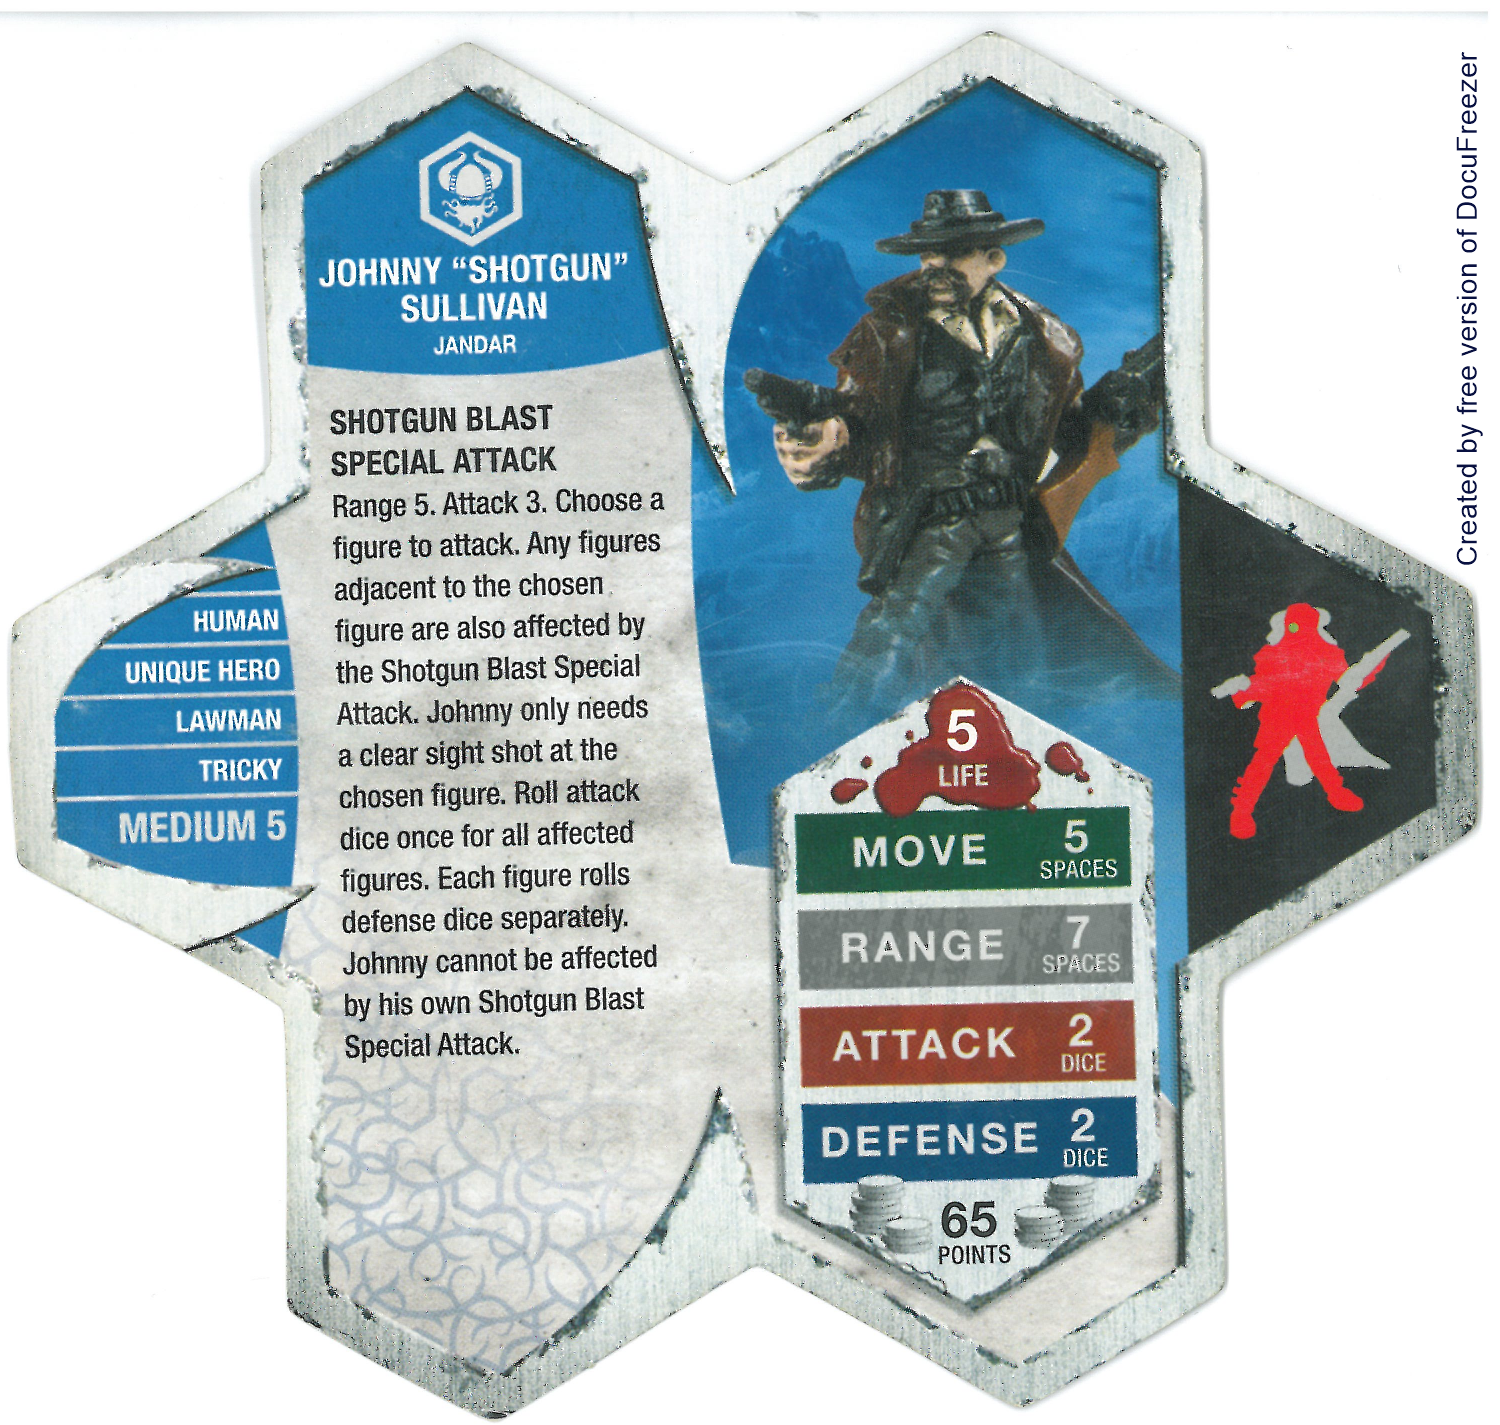 JOHNNY “SHOTGUN”
SULLIVAN
JANDAR
SHOTGUN BLAST
SPECIAL ATTACK
Range 5. Attack 3. Choose a
figure to attack. Any figures
adjacent to the chosen
figure are also affected by
the Shotgun Blast Special
Attack. Johnny only needs
a clear sight shot at the
chosen figure. Roll attack
dice once for all affected
figures. Each figure rolls
defense dice separately.
Johnny cannot be affected
by his own Shotgun Blast
Special Attack.
HUMAN
UNIQUE HERO
LAWMAN
TRICKY
MEDIUM 5
5
LIFE
MOVE 5
SPACES
RANGE 7
SPACES
ATTACK 2
DICE
DEFENSE 2
DICE
65
POINTS
Created by free version of DocuFreezer